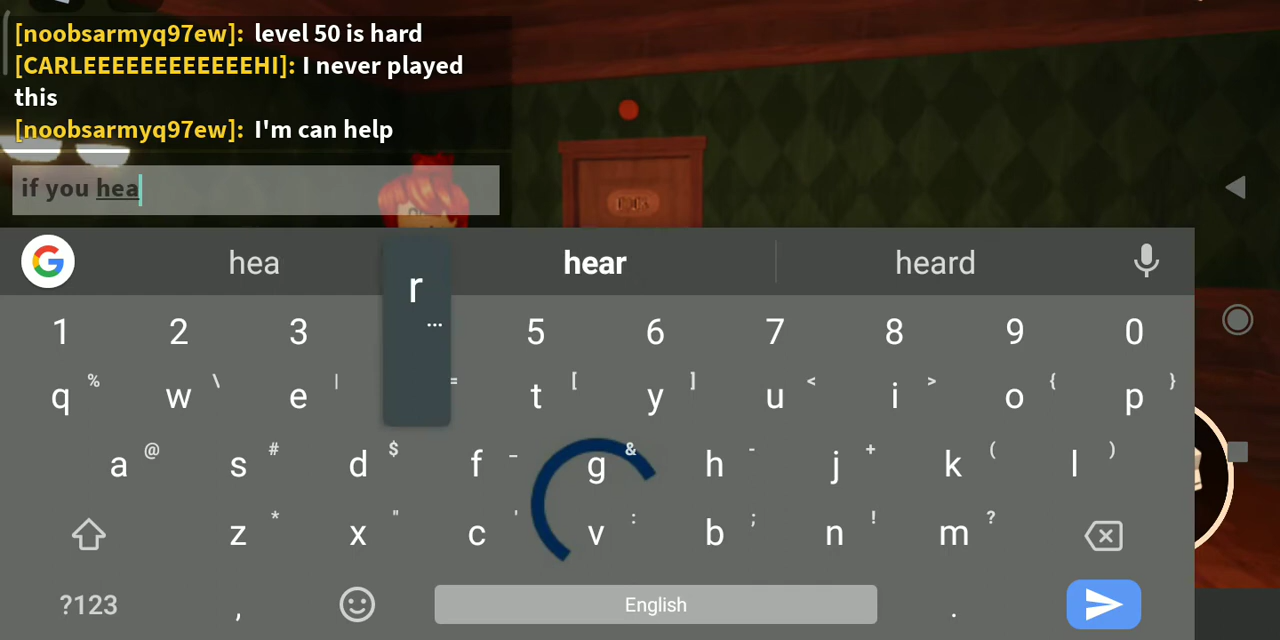 [noobsarmyq97ew]: level 50 is hard
[CARLEEEEEEEEEEEHI]: I never played
this
[noobsarmyq97ew]: I'm can help
if you hea
G hea hear heard
r
...
1 2 3 5 6 7 8 9 0
q % w \ e | = t [ y ] u < i > o { p }
a @ s # d $ f _ g & h - j + k ( l )
z * x " c ' v : b ; n ! m ?
?123 , English .